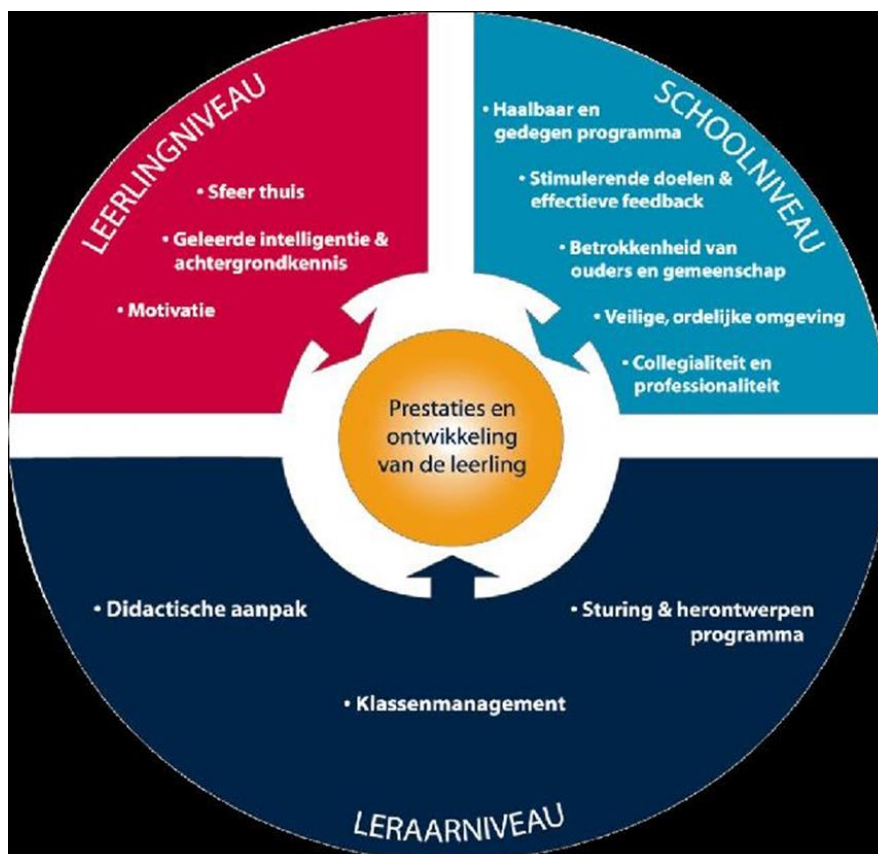 LEERLINGNIVEAU
• Sfeer thuis
• Geleerde intelligentie &
achtergrondkennis
• Motivatie
SCHOOLNIVEAU
• Haalbaar en
gedegen programma
• Stimulerende doelen &
effectieve feedback
• Betrokkenheid van
ouders en gemeenschap
• Veilige, ordelijke omgeving
• Collegialiteit en
professionaliteit
Prestaties en
ontwikkeling
van de leerling
• Didactische aanpak
• Sturing & herontwerpen
programma
• Klassenmanagement
LERAARNIVEAU